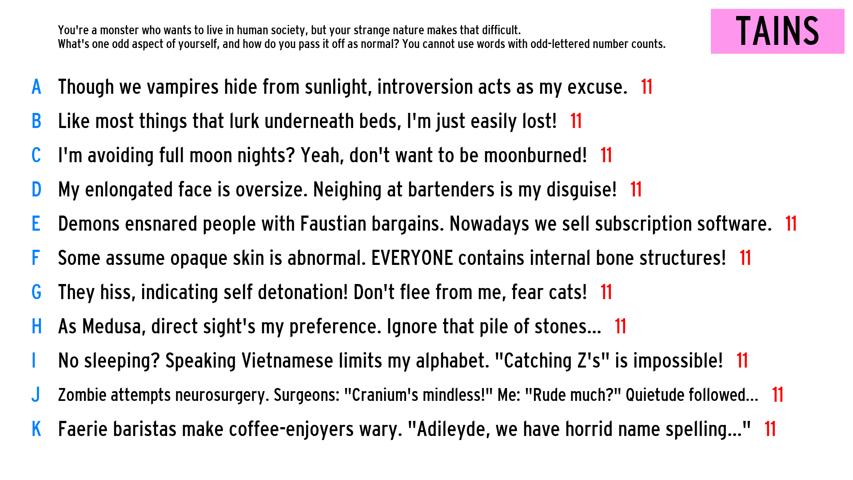 You're a monster who wants to live in human society, but your strange nature makes that difficult.
What's one odd aspect of yourself, and how do you pass it off as normal? You cannot use words with odd-lettered number counts.
TAINS
A Though we vampires hide from sunlight, introversion acts as my excuse. 11
B Like most things that lurk underneath beds, I'm just easily lost! 11
C I'm avoiding full moon nights? Yeah, don't want to be moonburned! 11
D My enlongated face is oversize. Neighing at bartenders is my disguise! 11
E Demons ensnared people with Faustian bargains. Nowadays we sell subscription software. 11
F Some assume opaque skin is abnormal. EVERYONE contains internal bone structures! 11
G They hiss, indicating self detonation! Don't flee from me, fear cats! 11
H As Medusa, direct sight's my preference. Ignore that pile of stones... 11
I No sleeping? Speaking Vietnamese limits my alphabet. "Catching Z's" is impossible! 11
J Zombie attempts neurosurgery. Surgeons: "Cranium's mindless!" Me: "Rude much?" Quietude followed... 11
K Faerie baristas make coffee-enjoyers wary. "Adileyde, we have horrid name spelling..." 11